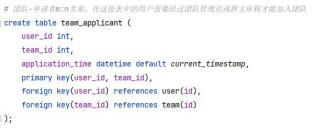 # 团队-申请者m:n关系，在这张表中的用户需要经过团队管理员或群主审核才能加入团队
create table team_applicant (
    user_id int,
    team_id int,
    application_time datetime default current_timestamp,
    primary key(user_id, team_id),
    foreign key(user_id) references user(id),
    foreign key(team_id) references team(id)
);